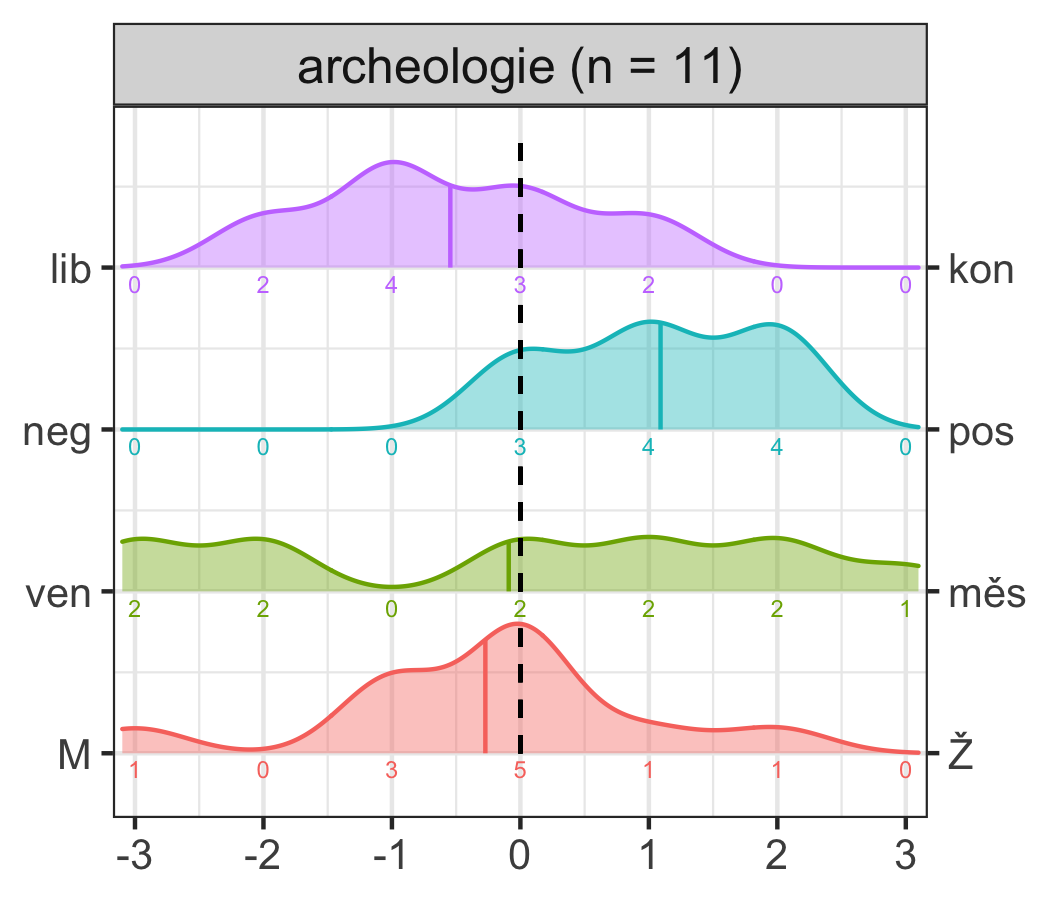 archeologie (n = 11)
lib kon
0 2 4 3 2 0 0
neg pos
0 0 0 3 4 4 0
ven měs
2 2 0 2 2 2 1
M Ž
1 0 3 5 1 1 0
-3 -2 -1 0 1 2 3